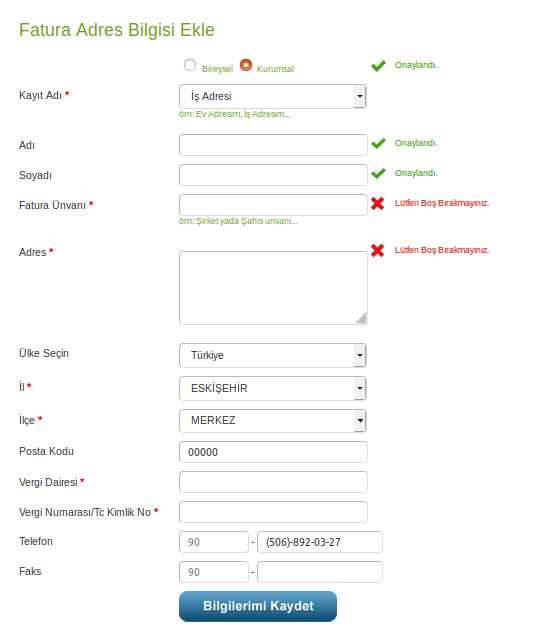 Fatura Adres Bilgisi Ekle
Bireysel Kurumsal Onaylandı.
Kayıt Adı * İş Adresi
örn: Ev Adresim, İş Adresim...
Adı Onaylandı.
Soyadı Onaylandı.
Fatura Ünvanı * Lütfen Boş Bırakmayınız.
örn: Şirket yada Şahıs unvanı...
Adres * Lütfen Boş Bırakmayınız.
Ülke Seçin Türkiye
İl * ESKİŞEHİR
İlçe * MERKEZ
Posta Kodu 00000
Vergi Dairesi *
Vergi Numarası/Tc Kimlik No *
Telefon 90 - (506)-892-03-27
Faks 90 -
Bilgilerimi Kaydet